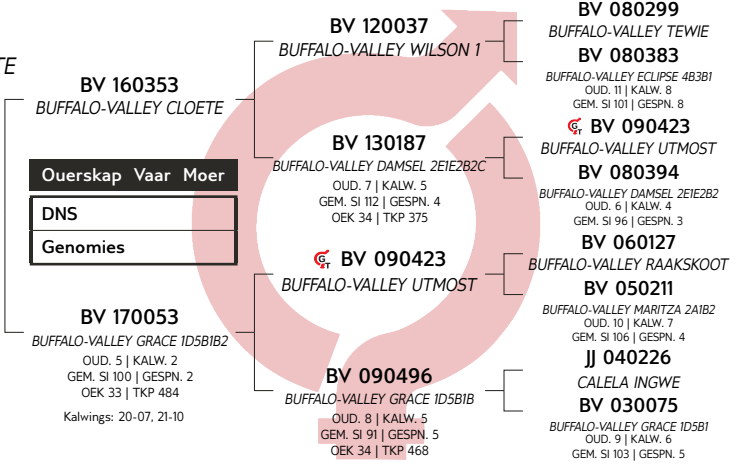 TE
BV 160353
BUFFALO-VALLEY CLOETE
Ouerskap Vaar Moer
DNS
Genomies
BV 170053
BUFFALO-VALLEY GRACE 1D5B1B2
OUD. 5 | KALW. 2
GEM. SI 100 | GESPN. 2
OEK 33 | TKP 484
Kalwings: 20-07, 21-10
BV 120037
BUFFALO-VALLEY WILSON 1
BV 130187
BUFFALO-VALLEY DAMSEL 2E1E2B2C
OUD. 7 | KALW. 5
GEM. SI 112 | GESPN. 4
OEK 34 | TKP 375
GT BV 090423
BUFFALO-VALLEY UTMOST
BV 090496
BUFFALO-VALLEY GRACE 1D5B1B
OUD. 8 | KALW. 5
GEM. SI 91 | GESPN. 5
OEK 34 | TKP 468
BV 080299
BUFFALO-VALLEY TEWIE
BV 080383
BUFFALO-VALLEY ECLIPSE 4B3B1
OUD. 11 | KALW. 8
GEM. SI 101 | GESPN. 8
GT BV 090423
BUFFALO-VALLEY UTMOST
BV 080394
BUFFALO-VALLEY DAMSEL 2E1E2B2
OUD. 6 | KALW. 4
GEM. SI 96 | GESPN. 3
BV 060127
BUFFALO-VALLEY RAAKSKOOT
BV 050211
BUFFALO-VALLEY MARITZA 2A1B2
OUD. 10 | KALW. 7
GEM. SI 106 | GESPN. 4
JJ 040226
CALELA INGWE
BV 030075
BUFFALO-VALLEY GRACE 1D5B1
OUD. 9 | KALW. 6
GEM. SI 103 | GESPN. 5